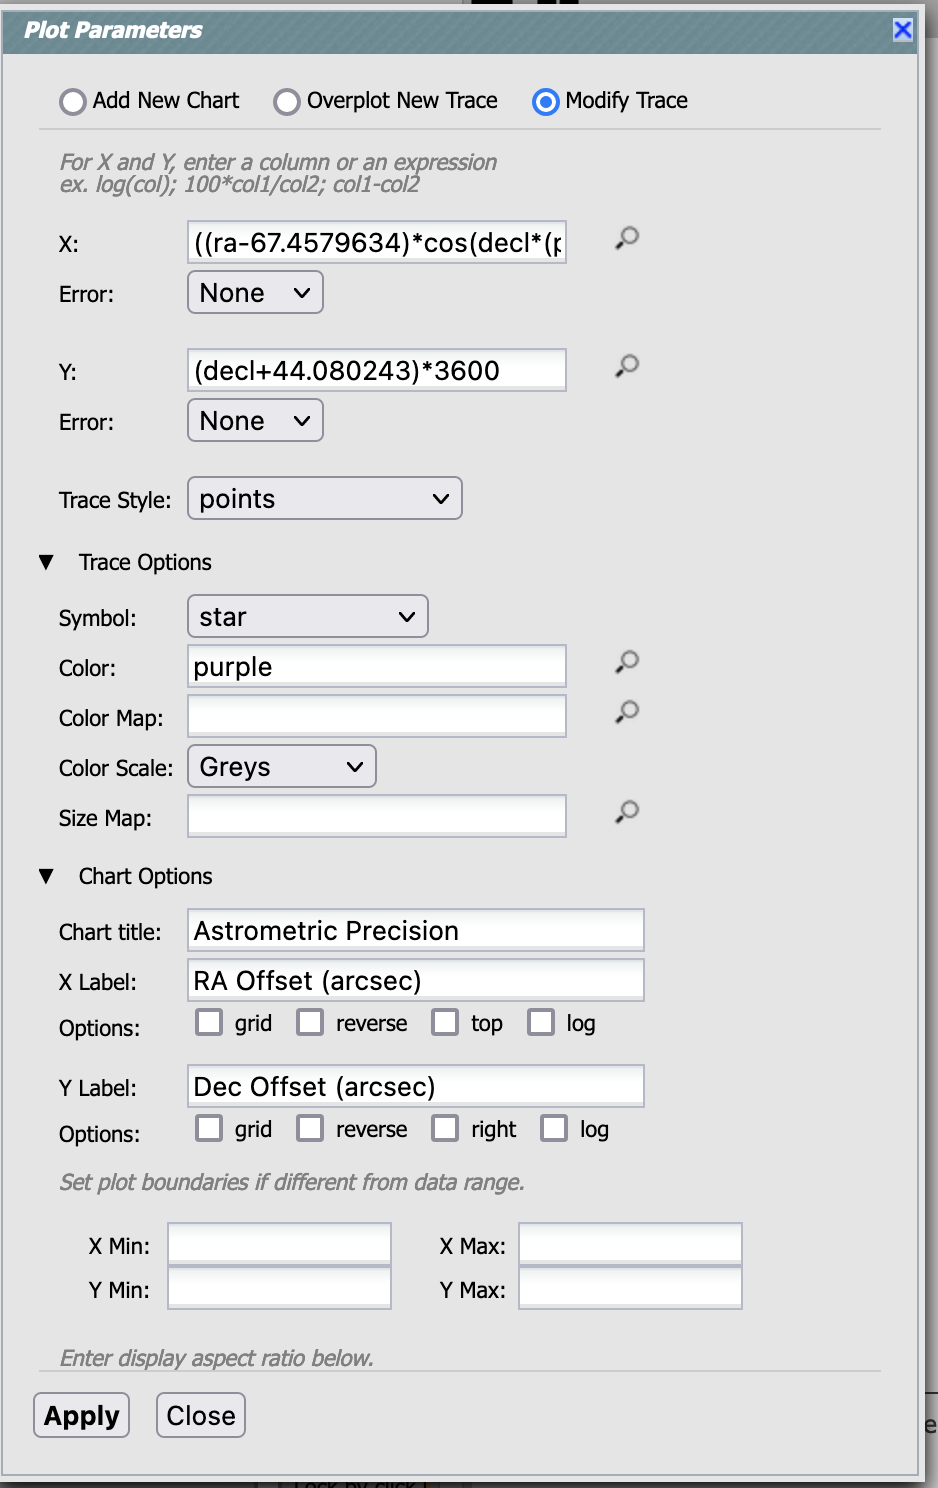 Plot Parameters
Add New Chart Overplot New Trace Modify Trace
For X and Y, enter a column or an expression
ex. log(col); 100*col1/col2; col1-col2
X: ((ra-67.4579634)*cos(decl*(p
Error: None
Y: (decl+44.080243)*3600
Error: None
Trace Style: points
Trace Options
Symbol: star
Color: purple
Color Map:
Color Scale: Greys
Size Map:
Chart Options
Chart title: Astrometric Precision
X Label: RA Offset (arcsec)
Options: grid reverse top log
Y Label: Dec Offset (arcsec)
Options: grid reverse right log
Set plot boundaries if different from data range.
X Min: X Max:
Y Min: Y Max:
Enter display aspect ratio below.
Apply Close